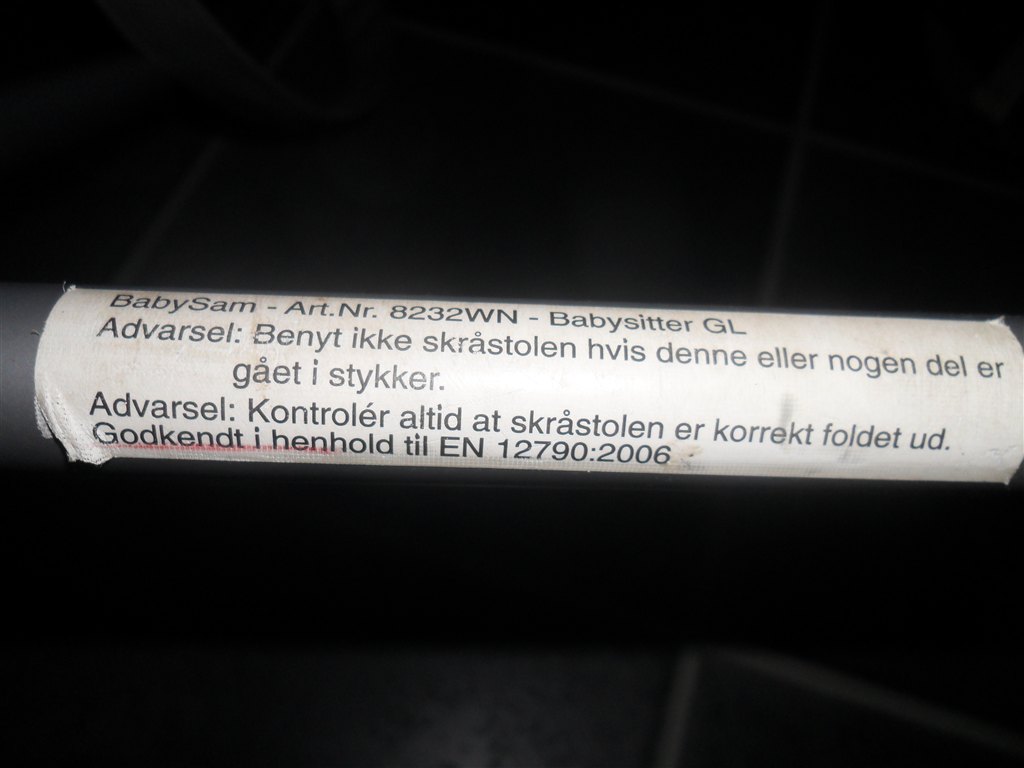 BabySam - Art.Nr. 8232WN - Babysitter GL
Advarsel: Benyt ikke skråstolen hvis denne eller nogen del er
gået i stykker.
Advarsel: Kontrolér altid at skråstolen er korrekt foldet ud.
Godkendt i henhold til EN 12790:2006